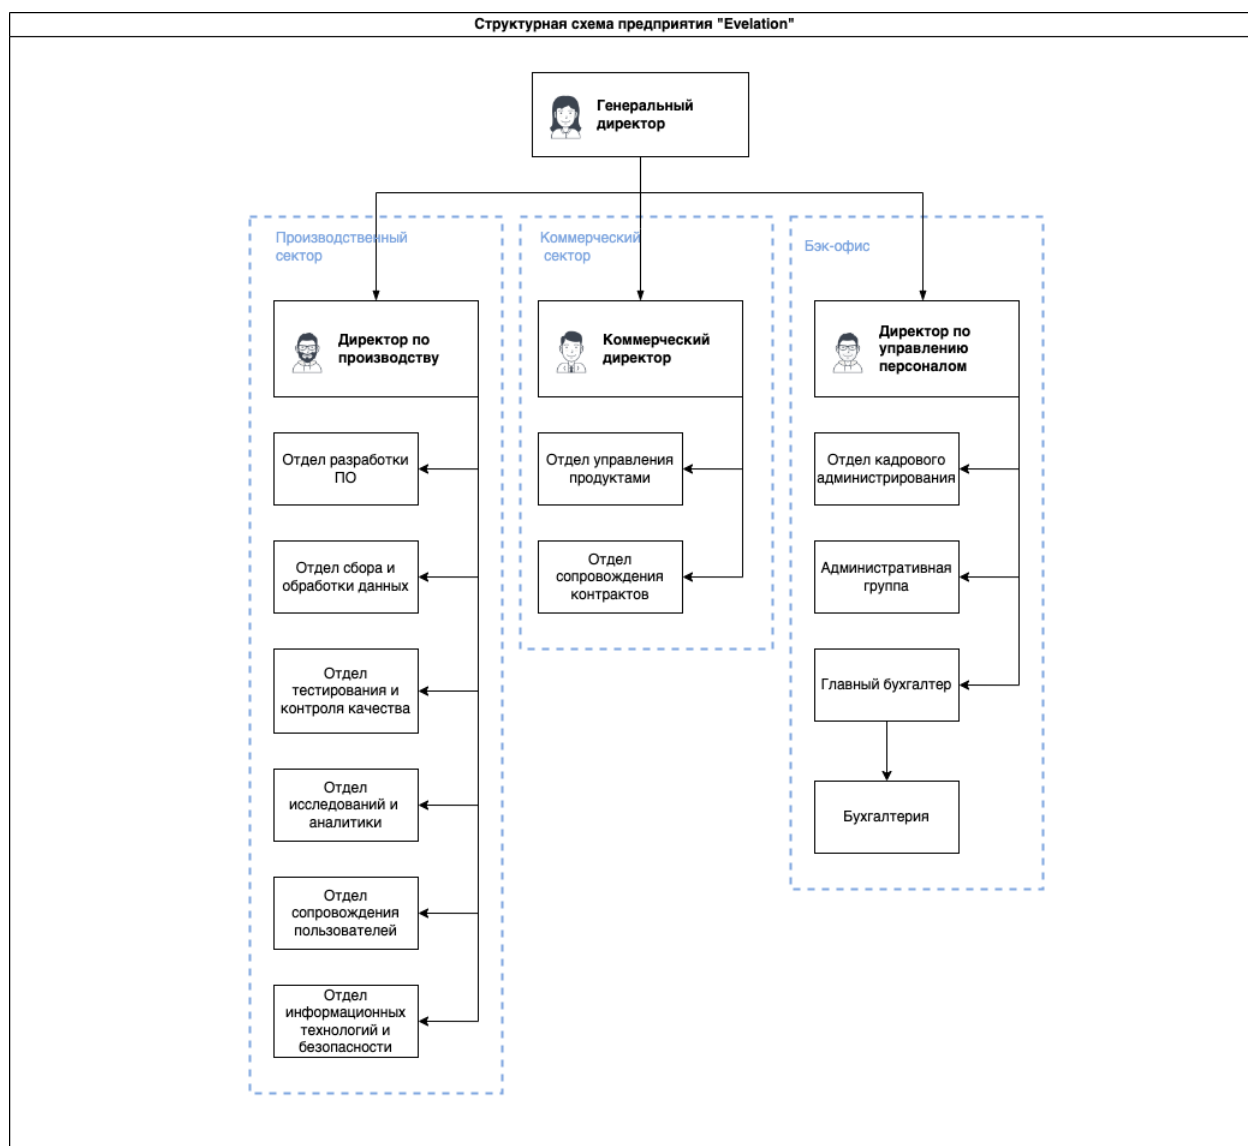 Структурная схема предприятия "Evelation"
Генеральный
директор
Производственный
сектор
Директор по
производству
Отдел разработки
ПО
Отдел сбора и
обработки данных
Отдел
тестирования и
контроля качества
Отдел
исследований и
аналитики
Отдел
сопровождения
пользователей
Отдел
информационных
технологий и
безопасности
Коммерческий
сектор
Коммерческий
директор
Отдел управления
продуктами
Отдел
сопровождения
контрактов
Бэк-офис
Директор по
управлению
персоналом
Отдел кадрового
администрирования
Административная
группа
Главный бухгалтер
Бухгалтерия